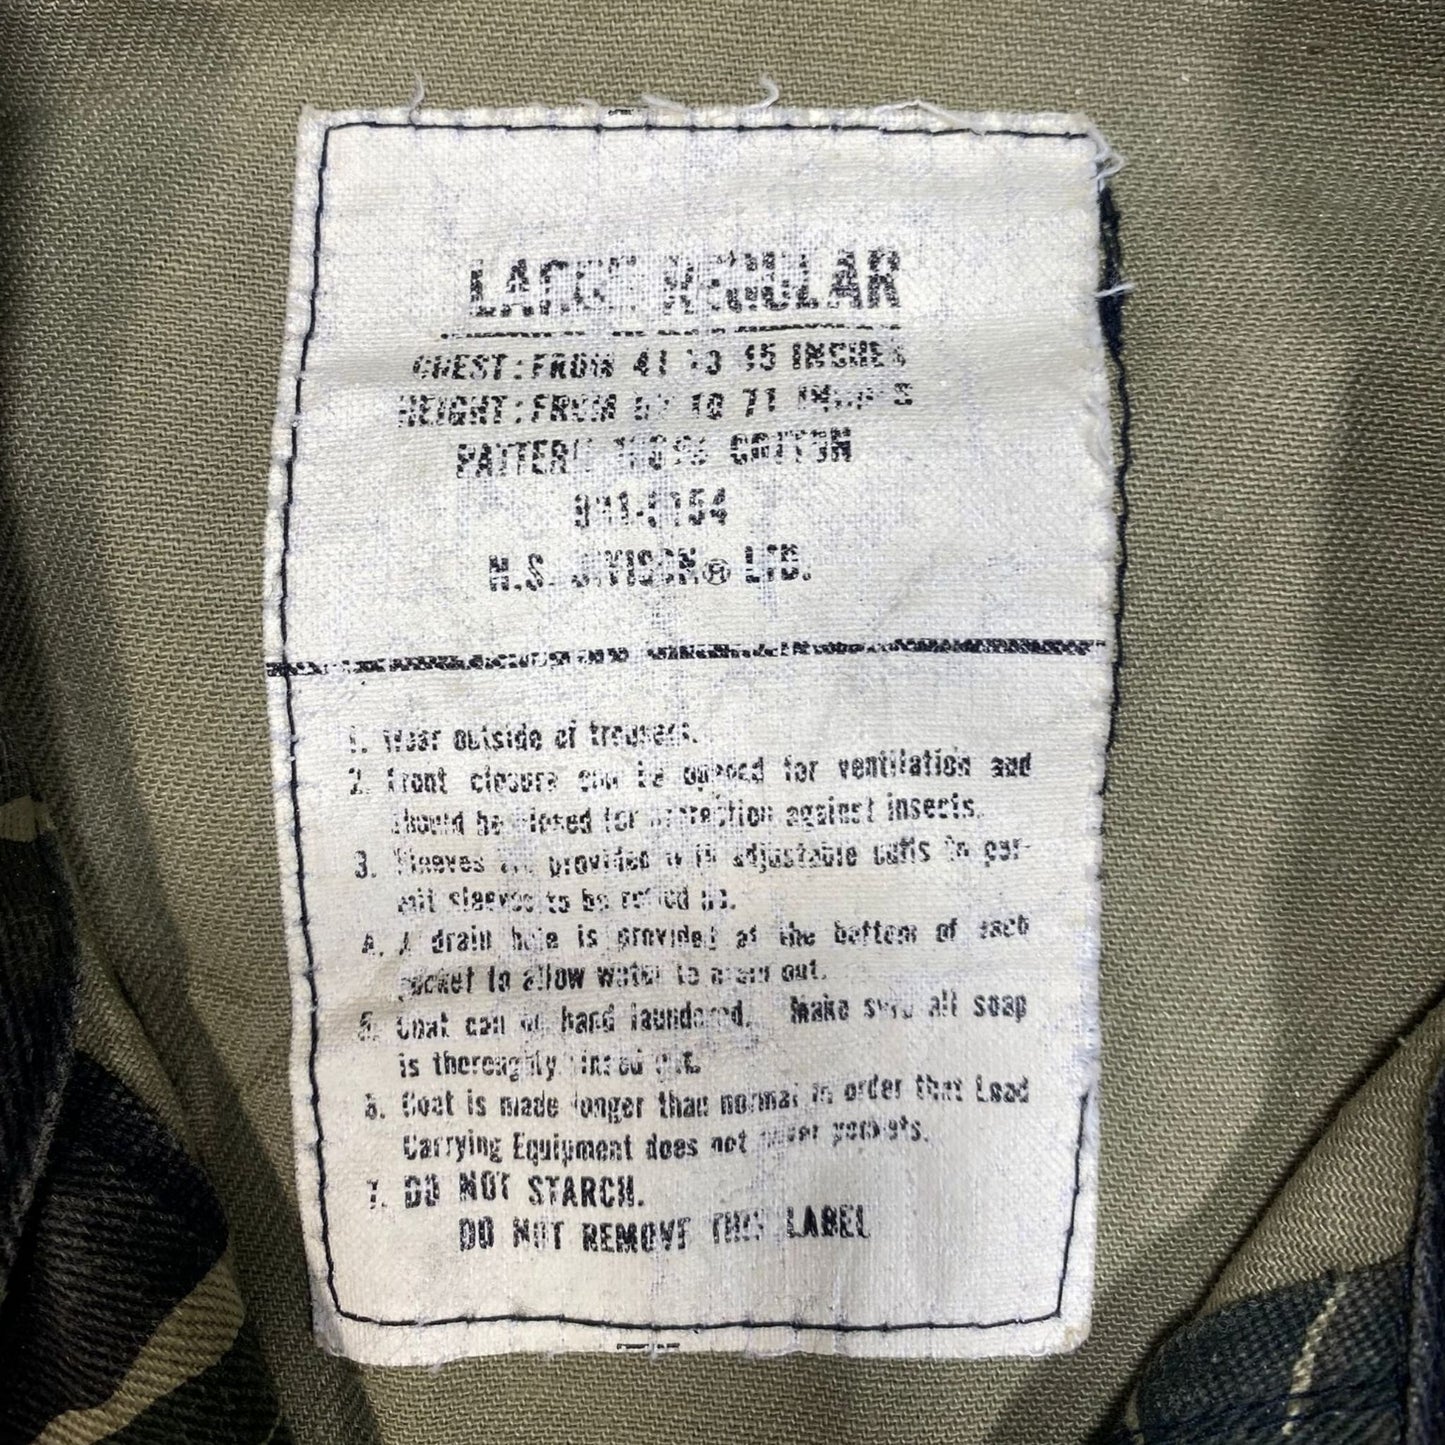 LARGE REGULAR
CHEST: FROM 41 TO 45 INCHES
HEIGHT: FROM 67 TO 71 INCHES
PATTERN 100% COTTON
N.S. DIVISON® LTD.
1. Wear outside of trousers.
2. Front closure can be opened for ventilation and
should be closed for protection against insects.
3. Sleeves are provided with adjustable cuffs to per-
mit sleeves to be rolled up.
4. A drain hole is provided at the bottom of each
pocket to allow water to drain out.
5. Coat can be hand laundered. Make sure all soap
is thoroughly rinsed out.
6. Coat is made longer than normal in order that Load
Carrying Equipment does not cover pockets.
7. DO NOT STARCH.
DO NOT REMOVE THIS LABEL